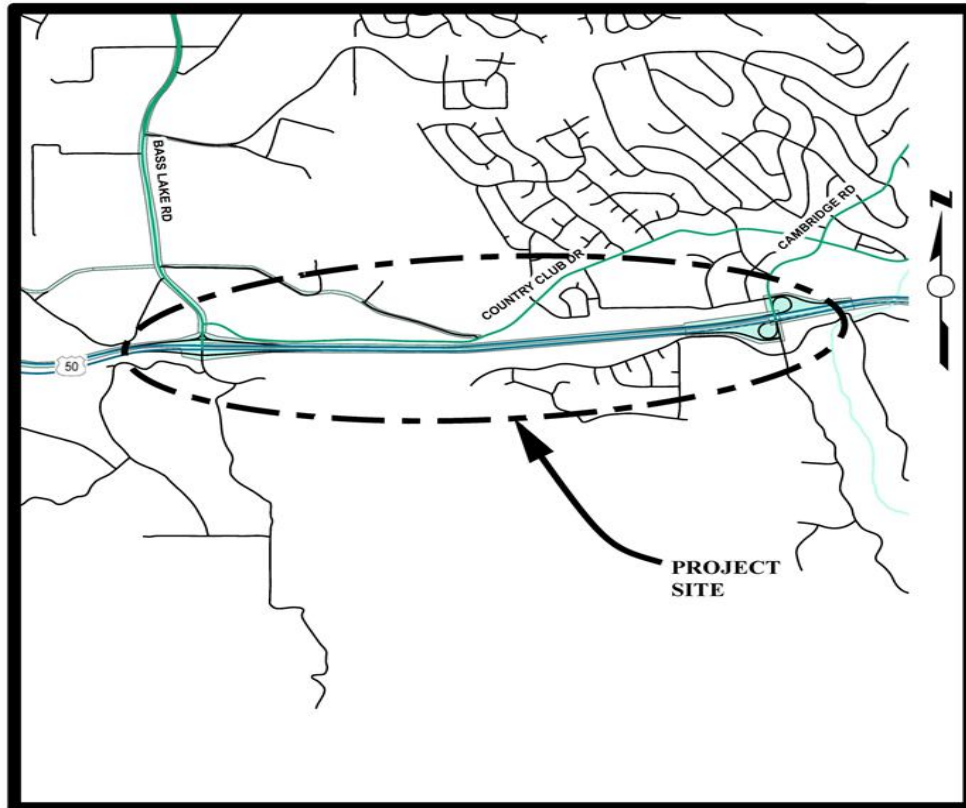 BASS LAKE RD
COUNTRY CLUB DR
CAMBRIDGE RD
N
50
PROJECT
SITE